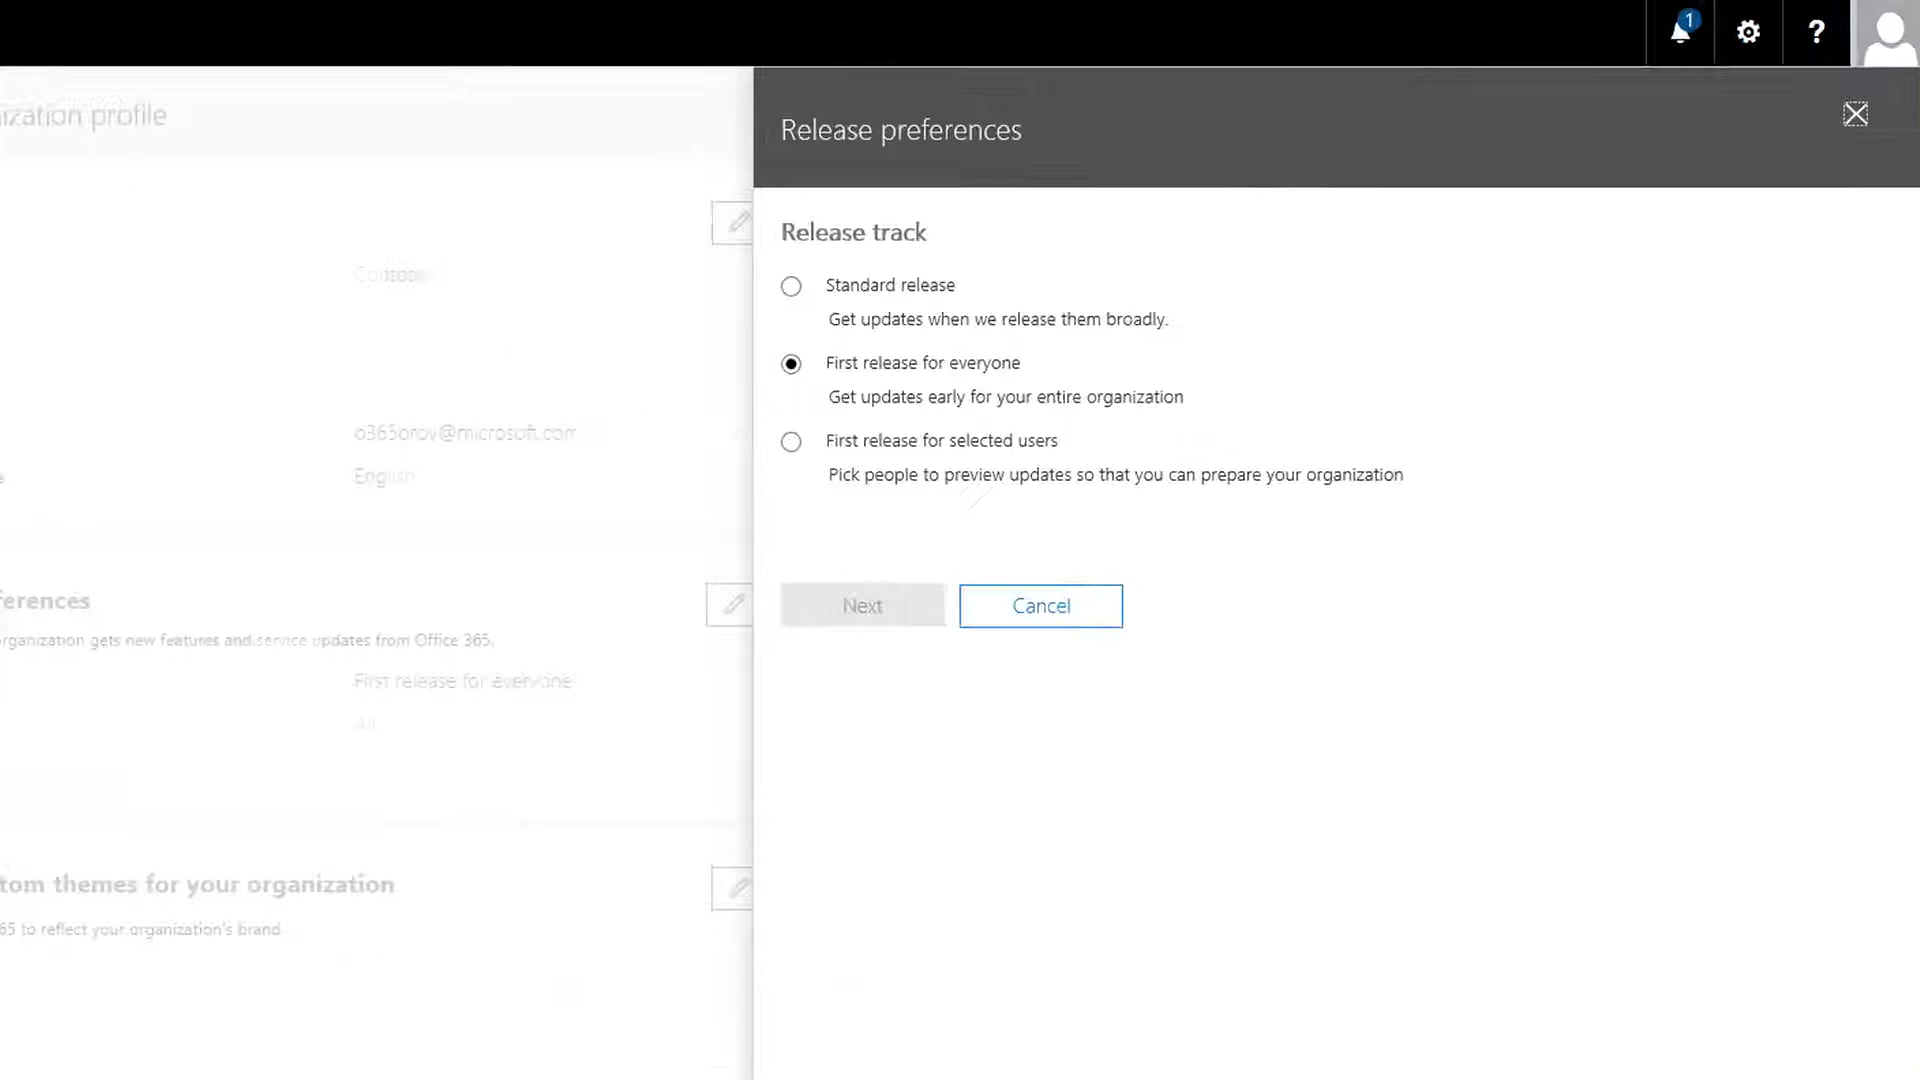 1
?
ization profile
Release preferences
Release track
Standard release
Get updates when we release them broadly.
First release for everyone
Get updates early for your entire organization
First release for selected users
Pick people to preview updates so that you can prepare your organization
Next
Cancel
English
ferences
organization gets new features and service updates from Office 365.
First release for everyone
All
tom themes for your organization
65 to reflect your organization's brand